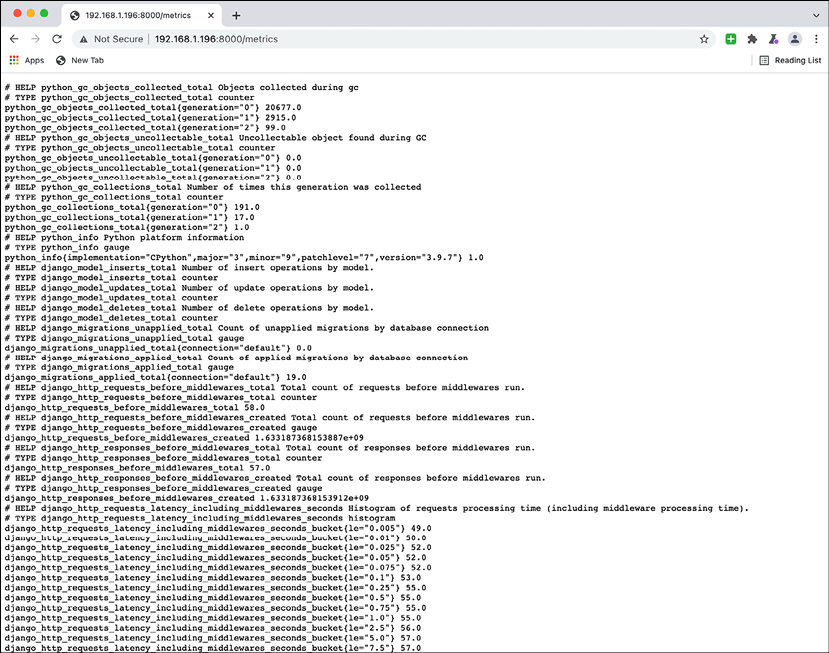 192.168.1.196:8000/metrics
Not Secure 192.168.1.196:8000/metrics
Apps New Tab Reading List
# HELP python_gc_objects_collected_total Objects collected during gc
# TYPE python_gc_objects_collected_total counter
python_gc_objects_collected_total{generation="0"} 20677.0
python_gc_objects_collected_total{generation="1"} 2915.0
python_gc_objects_collected_total{generation="2"} 99.0
# HELP python_gc_objects_uncollectable_total Uncollectable object found during GC
# TYPE python_gc_objects_uncollectable_total counter
python_gc_objects_uncollectable_total{generation="0"} 0.0
python_gc_objects_uncollectable_total{generation="1"} 0.0
python_gc_objects_uncollectable_total{generation="2"} 0.0
# HELP python_gc_collections_total Number of times this generation was collected
# TYPE python_gc_collections_total counter
python_gc_collections_total{generation="0"} 191.0
python_gc_collections_total{generation="1"} 17.0
python_gc_collections_total{generation="2"} 1.0
# HELP python_info Python platform information
# TYPE python_info gauge
python_info{implementation="CPython",major="3",minor="9",patchlevel="7",version="3.9.7"} 1.0
# HELP django_model_inserts_total Number of insert operations by model.
# TYPE django_model_inserts_total counter
# HELP django_model_updates_total Number of update operations by model.
# TYPE django_model_updates_total counter
# HELP django_model_deletes_total Number of delete operations by model.
# TYPE django_model_deletes_total counter
# HELP django_migrations_unapplied_total Count of unapplied migrations by database connection
# TYPE django_migrations_unapplied_total gauge
django_migrations_unapplied_total{connection="default"} 0.0
# HELP django_migrations_applied_total Count of applied migrations by database connection
# TYPE django_migrations_applied_total gauge
django_migrations_applied_total{connection="default"} 19.0
# HELP django_http_requests_before_middlewares_total Total count of requests before middlewares run.
# TYPE django_http_requests_before_middlewares_total counter
django_http_requests_before_middlewares_total 58.0
# HELP django_http_requests_before_middlewares_created Total count of requests before middlewares run.
# TYPE django_http_requests_before_middlewares_created gauge
django_http_requests_before_middlewares_created 1.633187368153887e+09
# HELP django_http_responses_before_middlewares_total Total count of responses before middlewares run.
# TYPE django_http_responses_before_middlewares_total counter
django_http_responses_before_middlewares_total 57.0
# HELP django_http_responses_before_middlewares_created Total count of responses before middlewares run.
# TYPE django_http_responses_before_middlewares_created gauge
django_http_responses_before_middlewares_created 1.633187368153912e+09
# HELP django_http_requests_latency_including_middlewares_seconds Histogram of requests processing time (including middleware processing time).
# TYPE django_http_requests_latency_including_middlewares_seconds histogram
django_http_requests_latency_including_middlewares_seconds_bucket{le="0.005"} 49.0
django_http_requests_latency_including_middlewares_seconds_bucket{le="0.01"} 50.0
django_http_requests_latency_including_middlewares_seconds_bucket{le="0.025"} 52.0
django_http_requests_latency_including_middlewares_seconds_bucket{le="0.05"} 52.0
django_http_requests_latency_including_middlewares_seconds_bucket{le="0.075"} 52.0
django_http_requests_latency_including_middlewares_seconds_bucket{le="0.1"} 53.0
django_http_requests_latency_including_middlewares_seconds_bucket{le="0.25"} 55.0
django_http_requests_latency_including_middlewares_seconds_bucket{le="0.5"} 55.0
django_http_requests_latency_including_middlewares_seconds_bucket{le="0.75"} 55.0
django_http_requests_latency_including_middlewares_seconds_bucket{le="1.0"} 55.0
django_http_requests_latency_including_middlewares_seconds_bucket{le="2.5"} 56.0
django_http_requests_latency_including_middlewares_seconds_bucket{le="5.0"} 57.0
django_http_requests_latency_including_middlewares_seconds_bucket{le="7.5"} 57.0